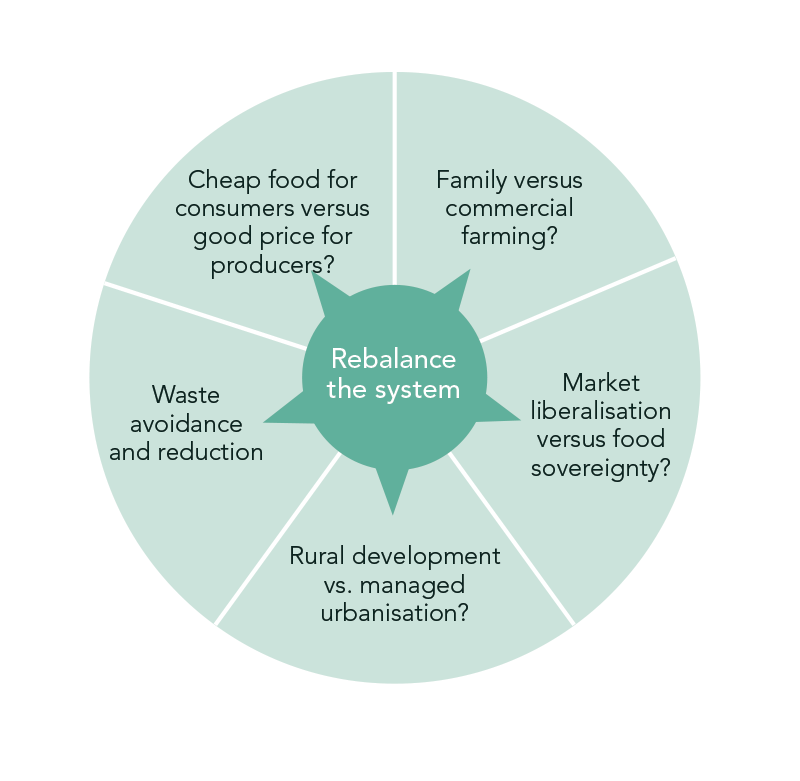 Cheap food for
consumers versus
good price for
producers?
Family versus
commercial
farming?
Rebalance
the system
Market
liberalisation
versus food
sovereignty?
Waste
avoidance
and reduction
Rural development
vs. managed
urbanisation?